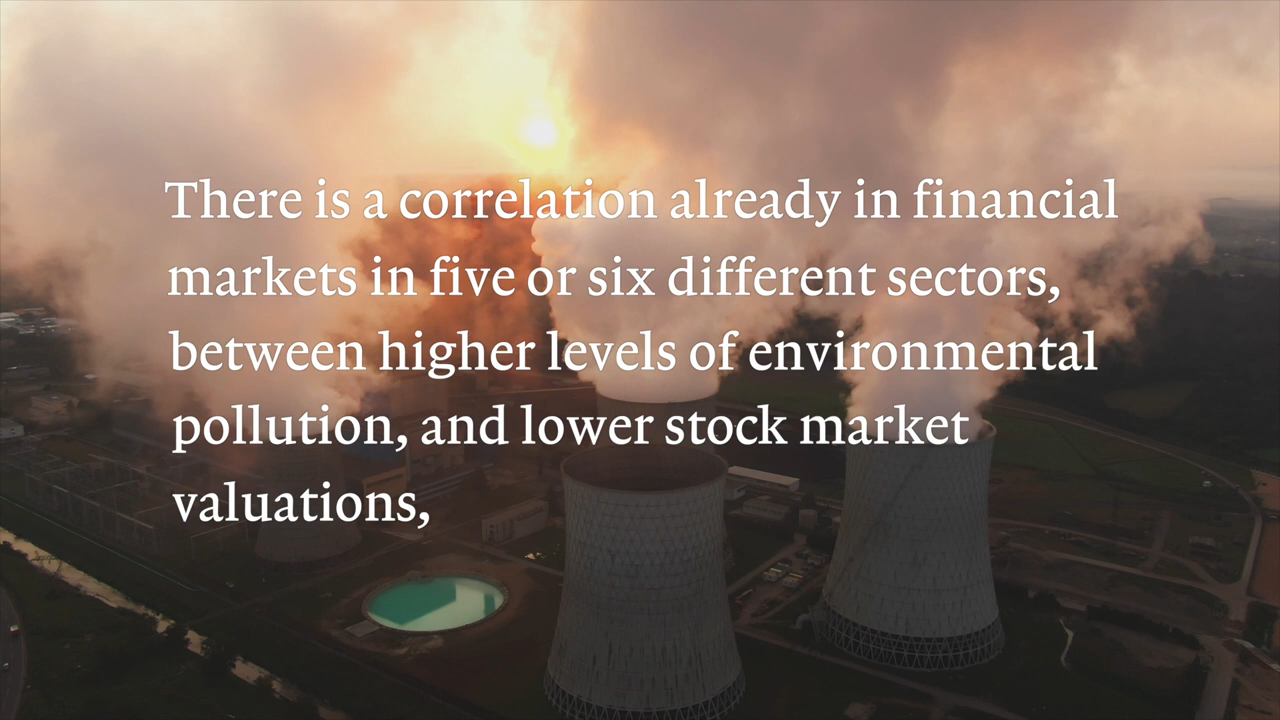 There is a correlation already in financial
markets in five or six different sectors,
between higher levels of environmental
pollution, and lower stock market
valuations,